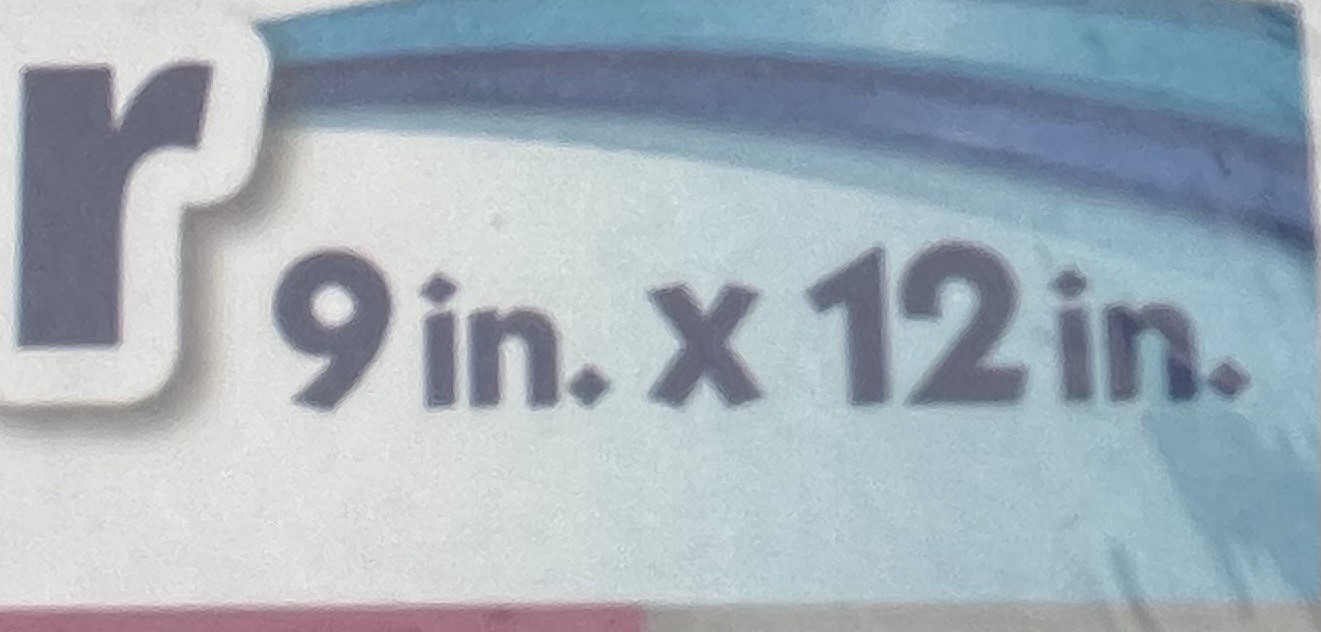 r
9 in. x 12 in.